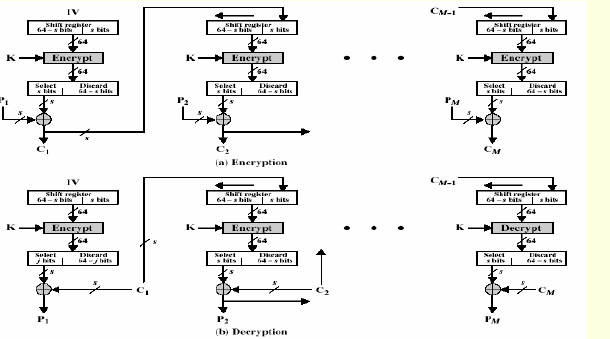 IV C M–1
Shift register Shift register Shift register
64 – s bits | s bits 64 – s bits | s bits 64 – s bits | s bits
64 64 64
K Encrypt K Encrypt • • • K Encrypt
64 64 64
Select Discard Select Discard Select Discard
s bits 64 – s bits s bits 64 – s bits s bits 64 – s bits
P1 s P2 s PM s
s s s
s
C1 C2 CM
(a) Encryption
IV CM–1
Shift register Shift register Shift register
64 – s bits | s bits 64 – s bits | s bits 64 – s bits | s bits
64 64 64
K Encrypt K Encrypt • • • K Decrypt
s
64 64 64
Select Discard Select Discard Select Discard
j bits 64 – j bits s bits 64 – s bits s bits 64 – s bits
s s s
s C1 s C2 s CM
P1 P2 PM
(b) Decryption